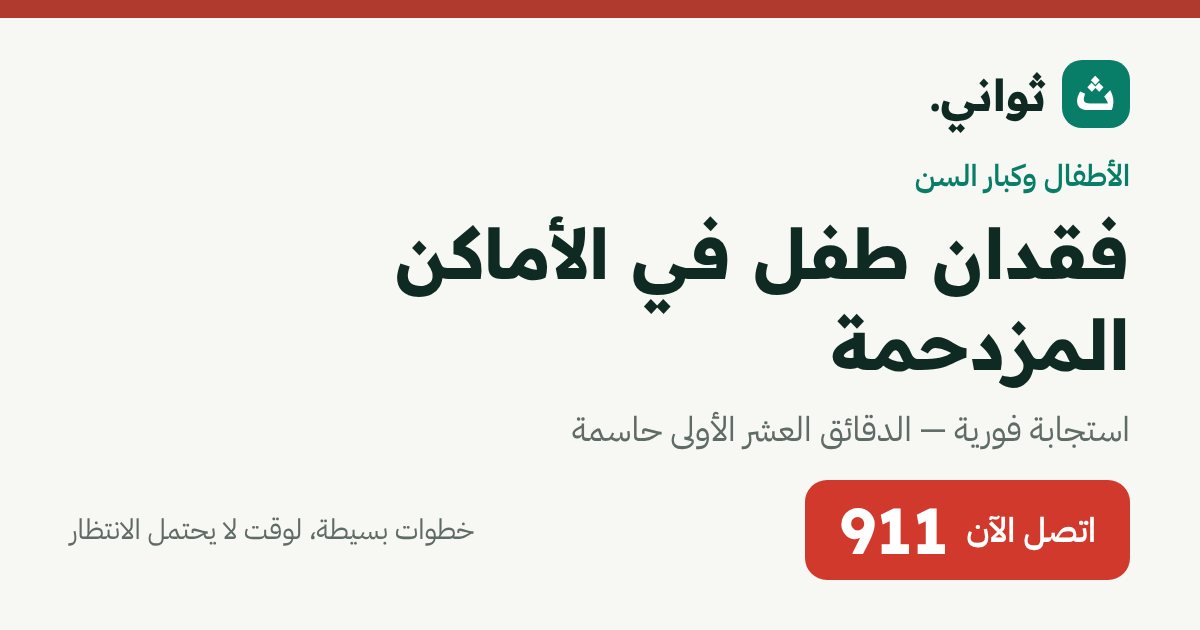 ث ثواني.
الأطفال وكبار السن
فقدان طفل في الأماكن
المزدحمة
استجابة فورية — الدقائق العشر الأولى حاسمة
اتصل الآن 911
خطوات بسيطة، لوقت لا يحتمل الانتظار